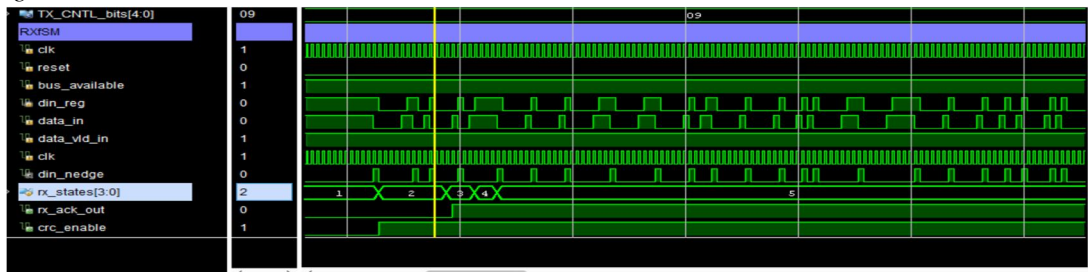 TX_CNTL_bits[4:0] 09 09
RXfSM
clk 1
reset 0
bus_available 1
din_reg 0
data_in 0
data_vld_in 1
clk 1
din_nedge 0
rx_states[3:0] 2 1 2 3 4 5
rx_ack_out 0
crc_enable 1